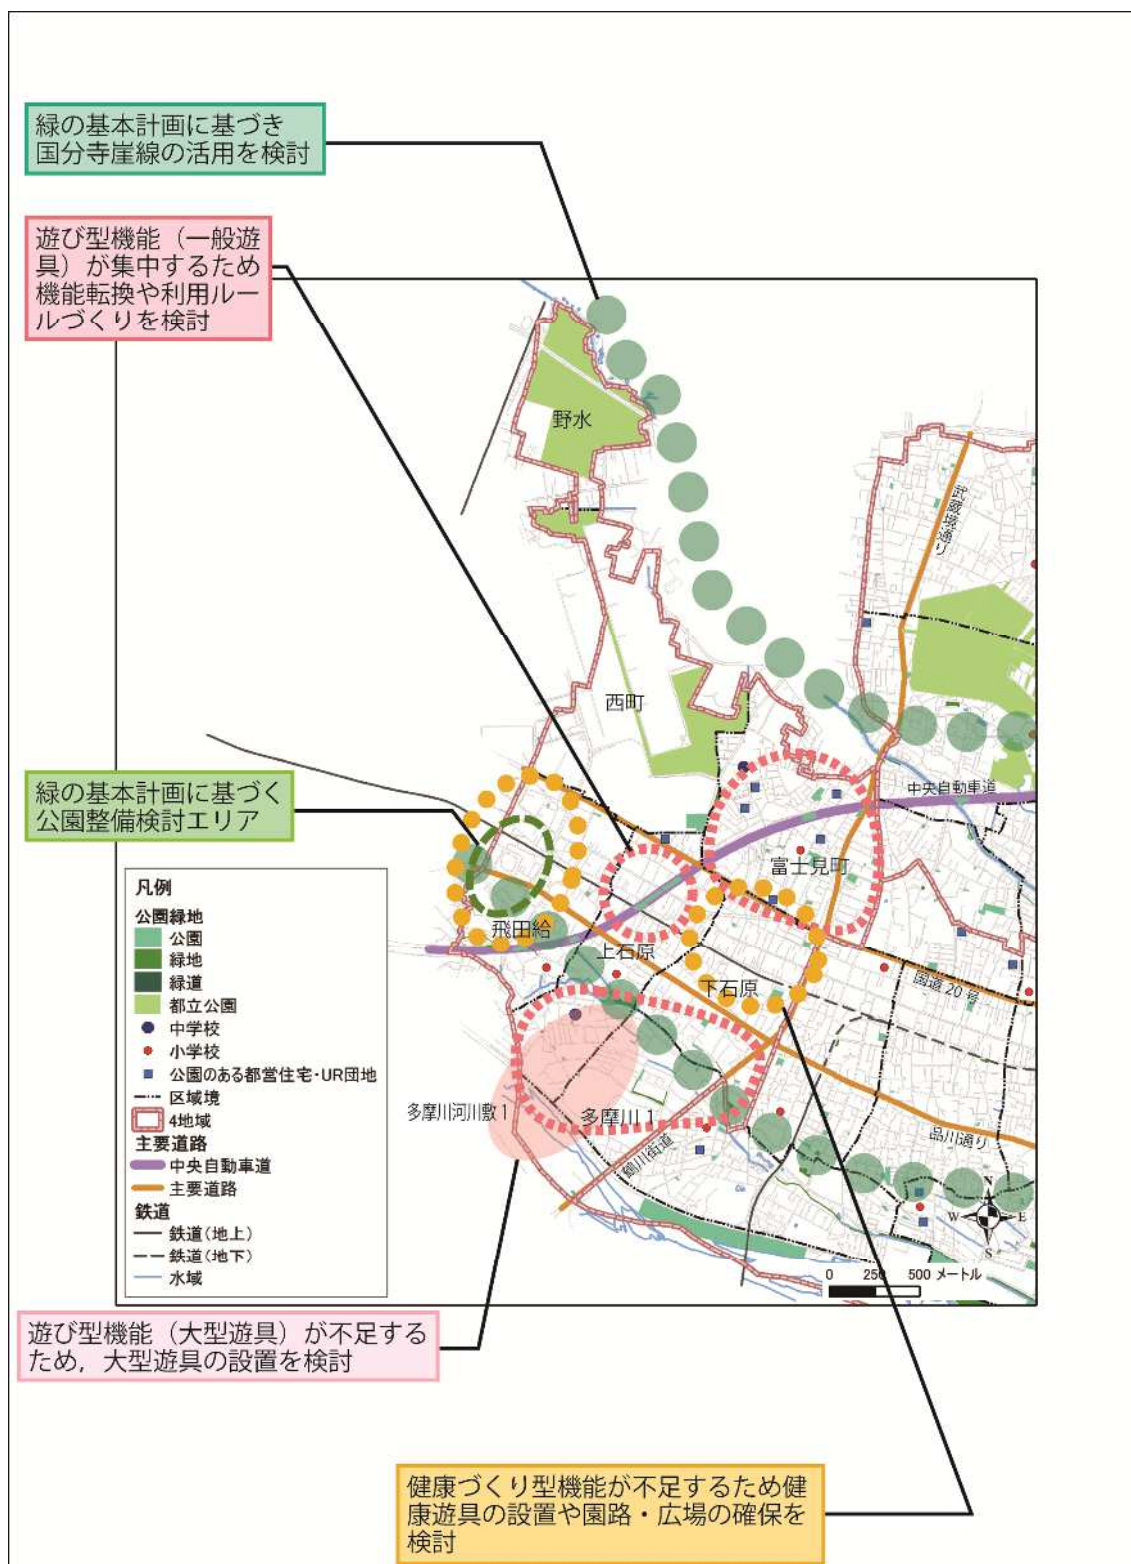 緑の基本計画に基づき
国分寺崖線の活用を検討
遊び型機能（一般遊
具）が集中するため
機能転換や利用ルー
ルづくりを検討
野水
武蔵境通り
西町
中央自動車道
緑の基本計画に基づく
公園整備検討エリア
富士見町
飛田給
上石原
下石原
国道20号
多摩川河川敷1
多摩川1
鶴川街道
品川通り
凡例
公園緑地
公園
緑地
緑道
都立公園
中学校
小学校
公園のある都営住宅・UR団地
区域境
4地域
主要道路
中央自動車道
主要道路
鉄道
鉄道(地上)
鉄道(地下)
水域
N
W E
S
0 250 500 メートル
遊び型機能（大型遊具）が不足する
ため，大型遊具の設置を検討
健康づくり型機能が不足するため健
康遊具の設置や園路・広場の確保を
検討